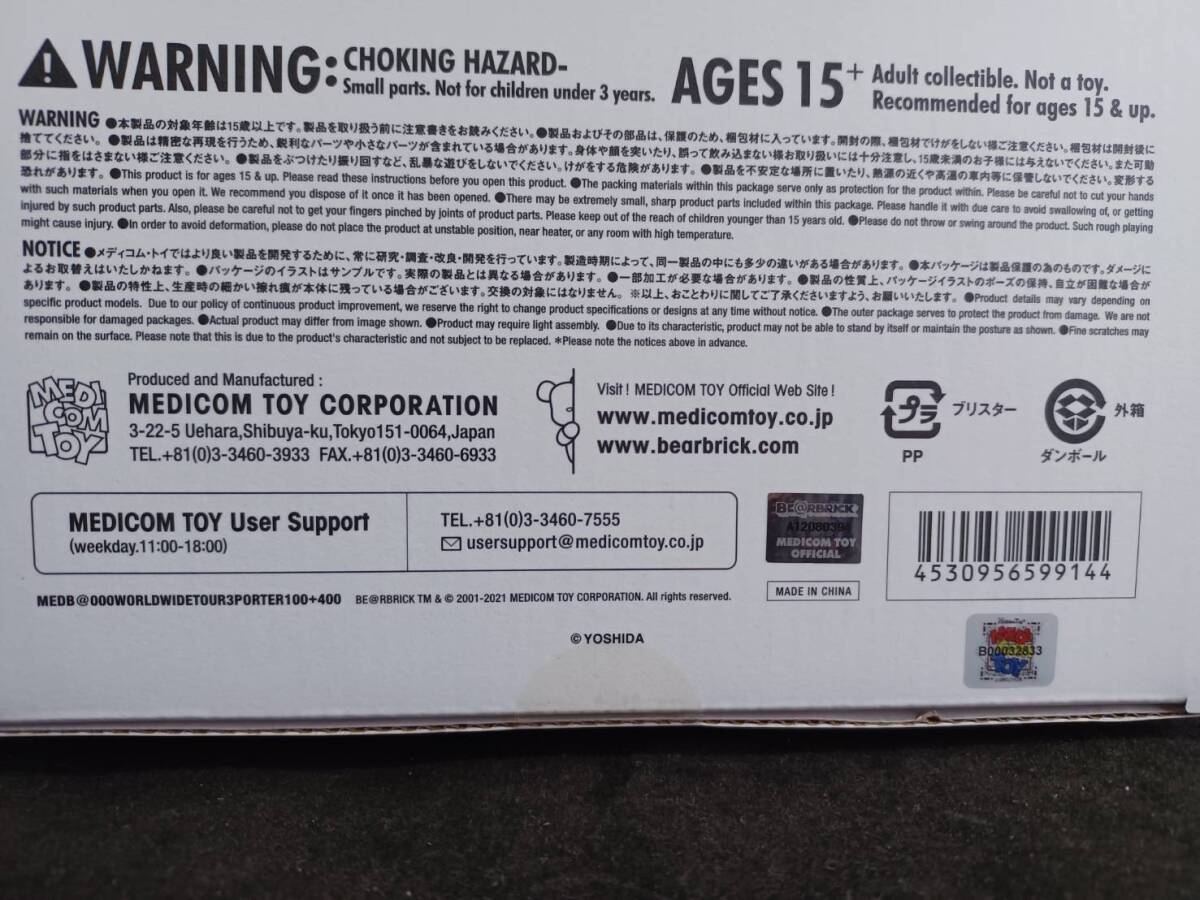 WARNING: CHOKING HAZARD-
Small parts. Not for children under 3 years.
AGES 15+ Adult collectible. Not a toy.
Recommended for ages 15 & up.
WARNING ●本製品の対象年齢は15歳以上です。製品を取り扱う前に注意書きをお読みください。●製品およびその部品は、保護のため、梱包材に入っています。開封の際、梱包材でけがをしない様ご注意ください。梱包材は開封後に
捨ててください。●製品は精密な再現を行うため、鋭利なパーツや小さなパーツが含まれている場合があります。身体や顔を突いたり、誤って飲み込まない様お取り扱いには十分注意し、15歳未満のお子様には与えないでください。また可動
部分に指をはさまない様ご注意ください。●製品をぶつけたり振り回すなど、乱暴な遊びをしないでください。けがをする危険があります。●製品を不安定な場所に置いたり、熱源の近くや高温の車内等に保管しないでください。変形する
恐れがあります。●This product is for ages 15 & up. Please read these instructions before you open this product. ●The packing materials within this package serve only as protection for the product within. Please be careful not to cut your hands
with such materials when you open it. We recommend you dispose of it once it has been opened. ●There may be extremely small, sharp product parts included within this package. Please handle it with due care to avoid swallowing of, or getting
injured by such product parts. Also, please be careful not to get your fingers pinched by joints of product parts. Please keep out of the reach of children younger than 15 years old. ●Please do not throw or swing around the product. Such rough playing
might cause injury. ●In order to avoid deformation, please do not place the product at unstable position, near heater, or any room with high temperature.
NOTICE ●メディコム・トイではより良い製品を開発するために、常に研究・調査・改良・開発を行っています。製造時期によって、同一製品の中にも多少の違いがある場合があります。●本パッケージは製品保護の為のものです。ダメージに
よるお取替えはいたしかねます。●パッケージのイラストはサンプルです。実際の製品とは異なる場合があります。●一部加工が必要な場合があります。●製品の性質上、パッケージイラストのポーズの保持、自立が困難な場合が
あります。●製品の特性上、生産時の細かい擦れ痕が本体に残っている場合がございます。交換の対象にはなりません。※以上、おことわりに関してご了承くださいますよう、お願いいたします。●Product details may vary depending on
specific product models. Due to our policy of continuous product improvement, we reserve the right to change product specifications or designs at any time without notice. ●The outer package serves to protect the product from damage. We are not
responsible for damaged packages. ●Actual product may differ from image shown. ●Product may require light assembly. ●Due to its characteristic, product may not be able to stand by itself or maintain the posture as shown. ●Fine scratches may
remain on the surface. Please note that this is due to the product's characteristic and not subject to be replaced. *Please note the notices above in advance.
MEDI
COM
TOY
Produced and Manufactured :
MEDICOM TOY CORPORATION
3-22-5 Uehara,Shibuya-ku,Tokyo151-0064,Japan
TEL.+81(0)3-3460-3933 FAX.+81(0)3-3460-6933
Visit ! MEDICOM TOY Official Web Site !
www.medicomtoy.co.jp
www.bearbrick.com
プラ ブリスター
PP
外箱
ダンボール
MEDICOM TOY User Support
(weekday.11:00-18:00)
TEL.+81(0)3-3460-7555
usersupport@medicomtoy.co.jp
BE@RBRICK
A12080394
MEDICOM TOY
OFFICIAL
MADE IN CHINA
4530956599144
MEDB@000WORLDWIDETOUR3PORTER100+400 BE@RBRICK TM & © 2001-2021 MEDICOM TOY CORPORATION. All rights reserved.
©YOSHIDA
MEDI
B00032833
TOY